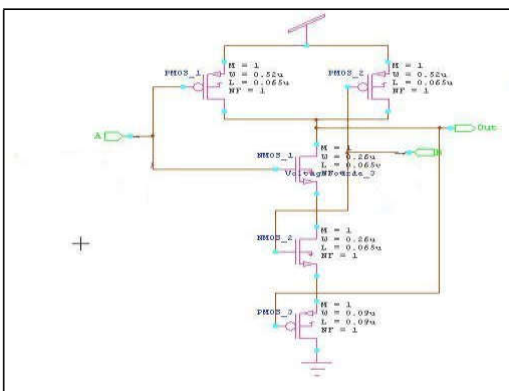 PMOS_1
M = 1
W = 0.52u
L = 0.065u
NF = 1
PMOS_2
M = 1
W = 0.52u
L = 0.065u
NF = 1
A
Out
NMOS_1
M = 1
W = 0.26u
L = 0.065u
NMOS_2
M = 1
W = 0.26u
L = 0.065u
NF = 1
PMOS_3
M = 1
W = 0.09u
L = 0.09u
NF = 1